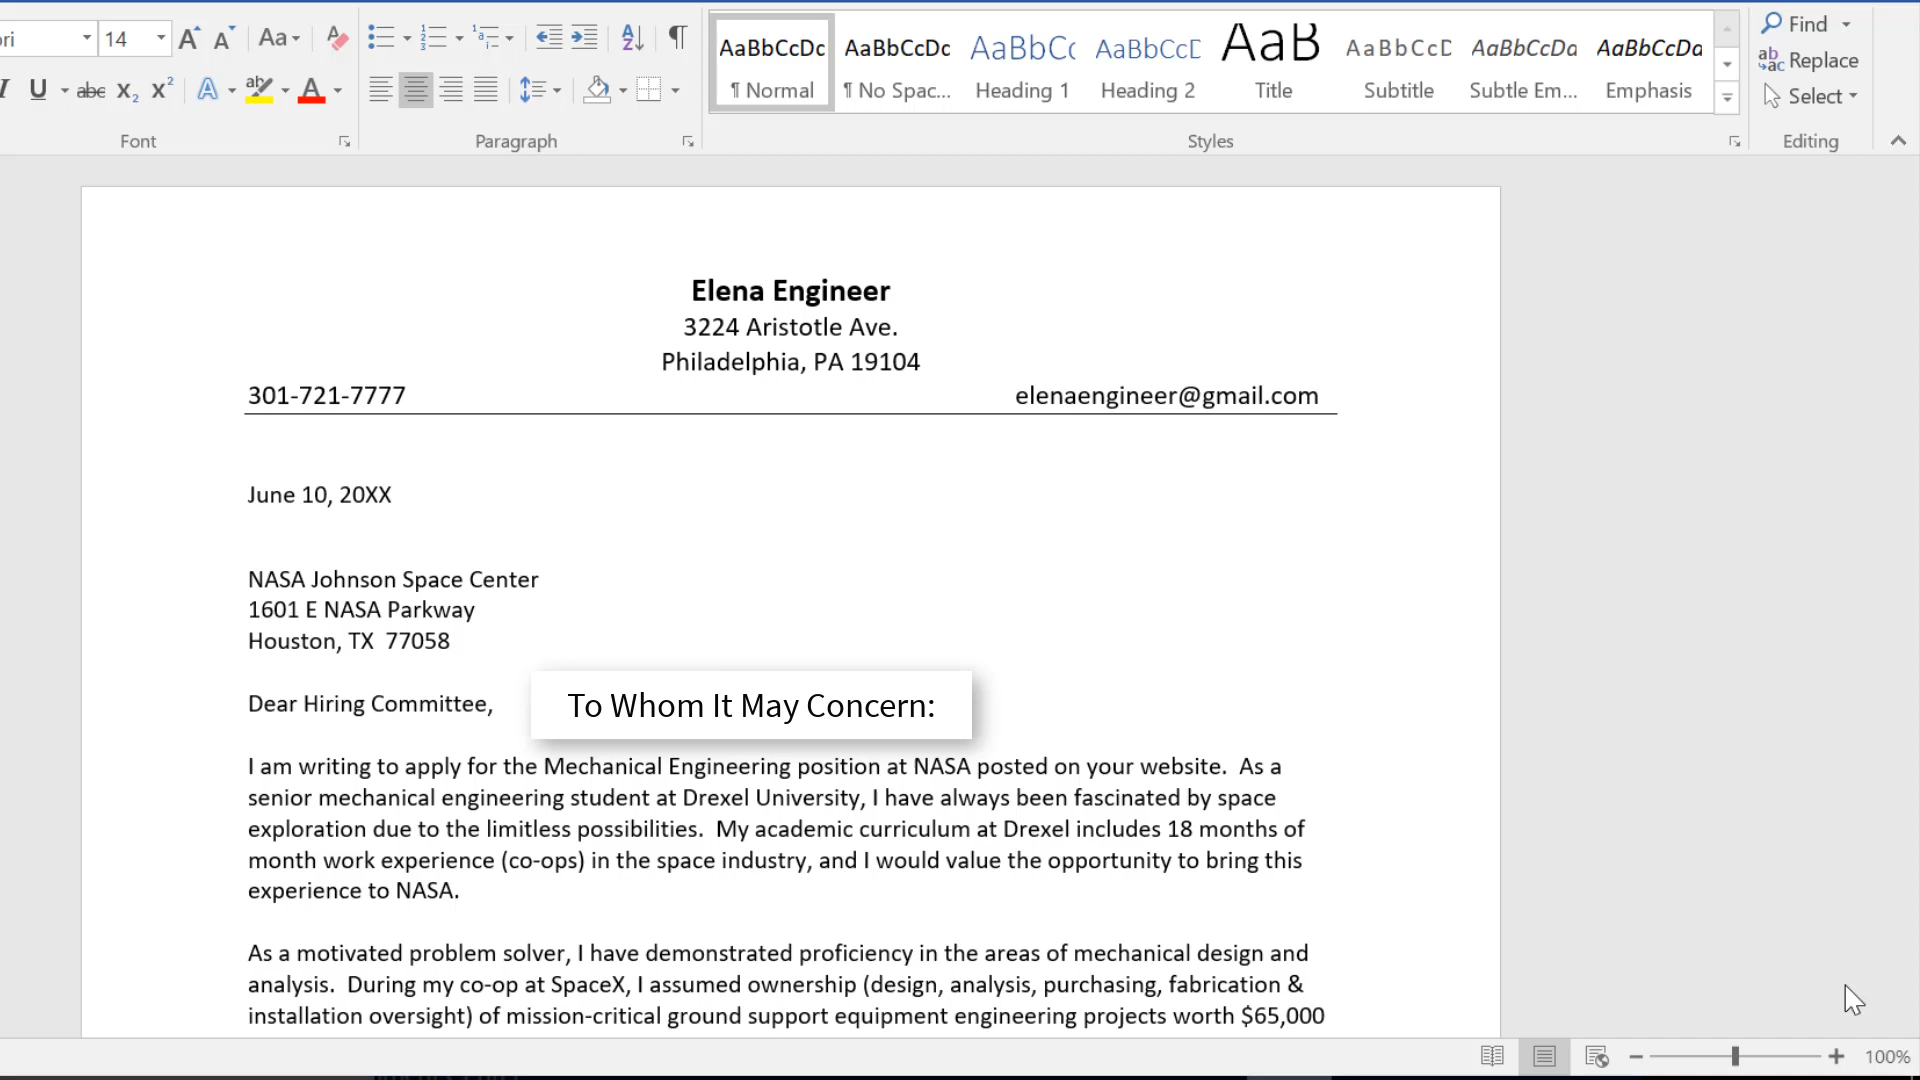 14
Aa
Find
abc
Replace
Select
AaBbCcDc AaBbCcDc AaBbCc AaBbCcD AaB AaBbCcD AaBbCcDa AaBbCcDa
¶ Normal ¶ No Spac... Heading 1 Heading 2 Title Subtitle Subtle Em... Emphasis
Font Paragraph Styles Editing
Elena Engineer
3224 Aristotle Ave.
Philadelphia, PA 19104
301-721-7777 elenaengineer@gmail.com
June 10, 20XX
NASA Johnson Space Center
1601 E NASA Parkway
Houston, TX  77058
Dear Hiring Committee,
To Whom It May Concern:
I am writing to apply for the Mechanical Engineering position at NASA posted on your website.  As a
senior mechanical engineering student at Drexel University, I have always been fascinated by space
exploration due to the limitless possibilities.  My academic curriculum at Drexel includes 18 months of
month work experience (co-ops) in the space industry, and I would value the opportunity to bring this
experience to NASA.
As a motivated problem solver, I have demonstrated proficiency in the areas of mechanical design and
analysis.  During my co-op at SpaceX, I assumed ownership (design, analysis, purchasing, fabrication &
installation oversight) of mission-critical ground support equipment engineering projects worth $65,000
100%